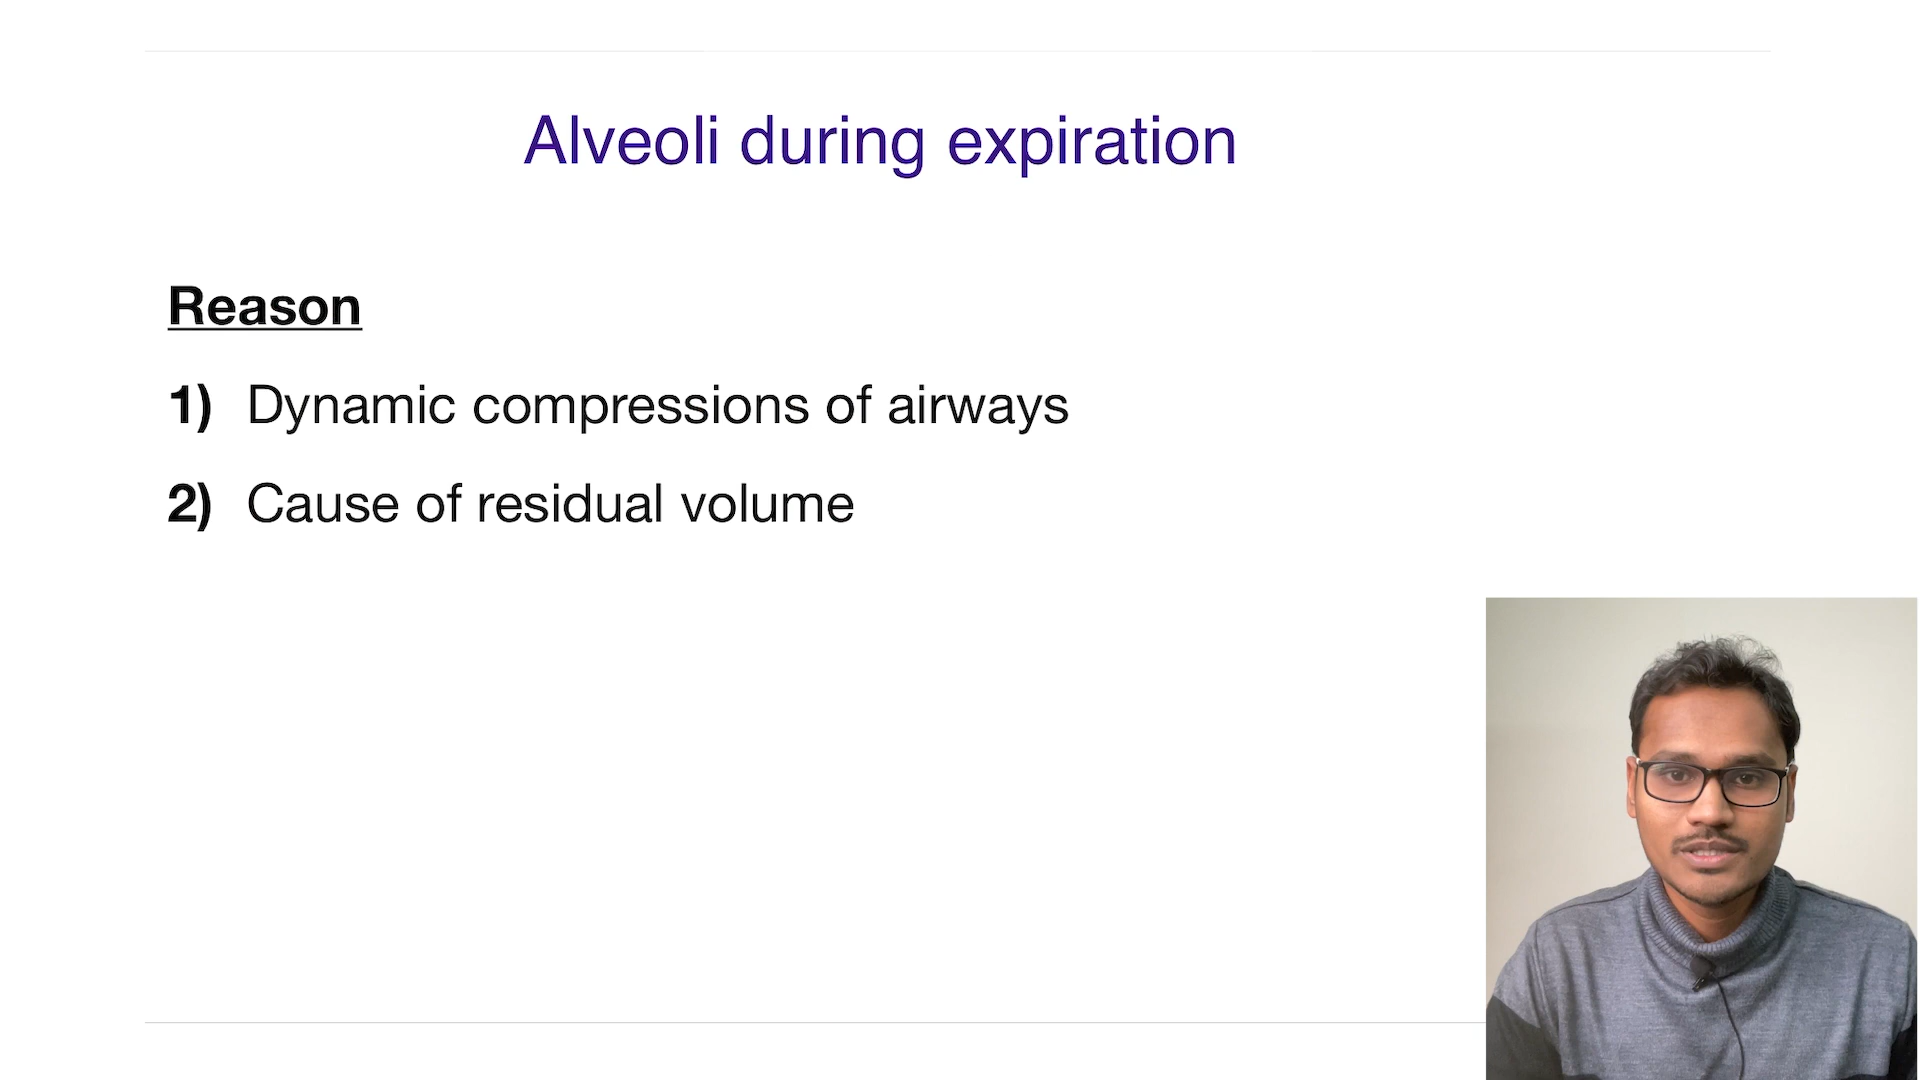 Alveoli during expiration
Reason
1) Dynamic compressions of airways
2) Cause of residual volume